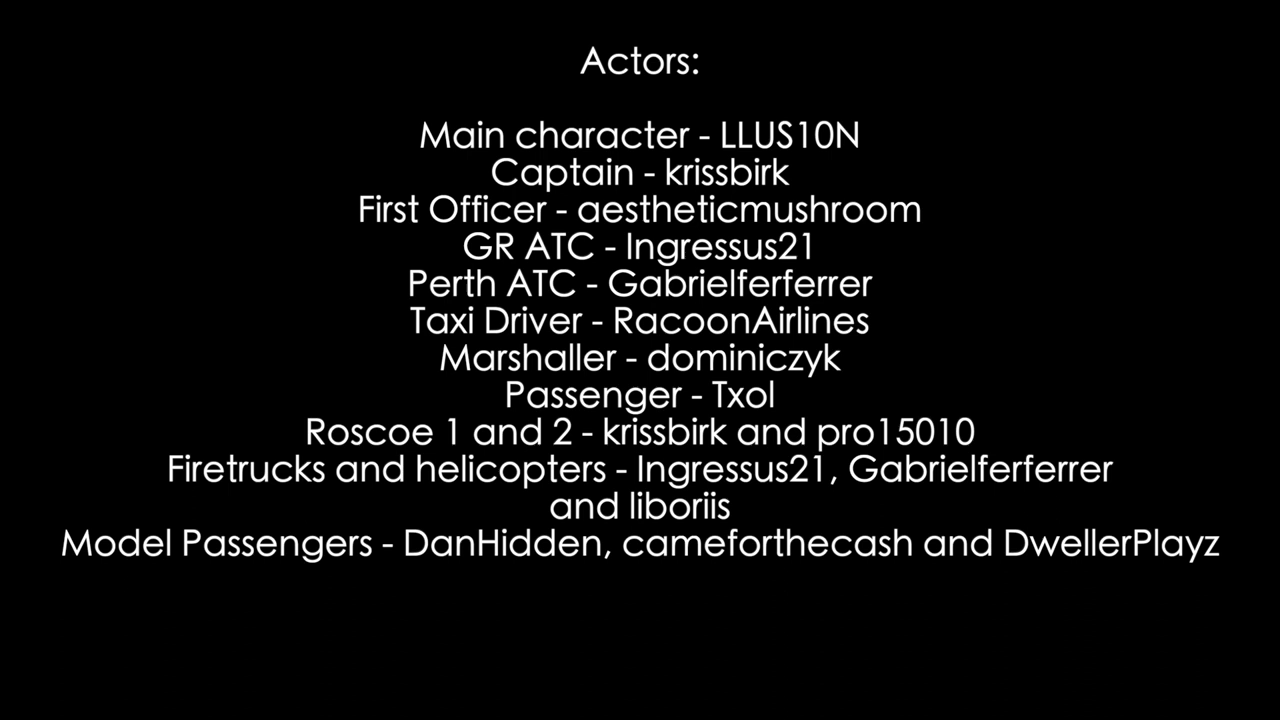 Actors:
Main character - LLUS10N
Captain - krissbirk
First Officer - aestheticmushroom
GR ATC - Ingressus21
Perth ATC - Gabrielferferrer
Taxi Driver - RacoonAirlines
Marshaller - dominiczyk
Passenger - Txol
Roscoe 1 and 2 - krissbirk and pro15010
Firetrucks and helicopters - Ingressus21, Gabrielferferrer
and liboriis
Model Passengers - DanHidden, cameforthecash and DwellerPlayz